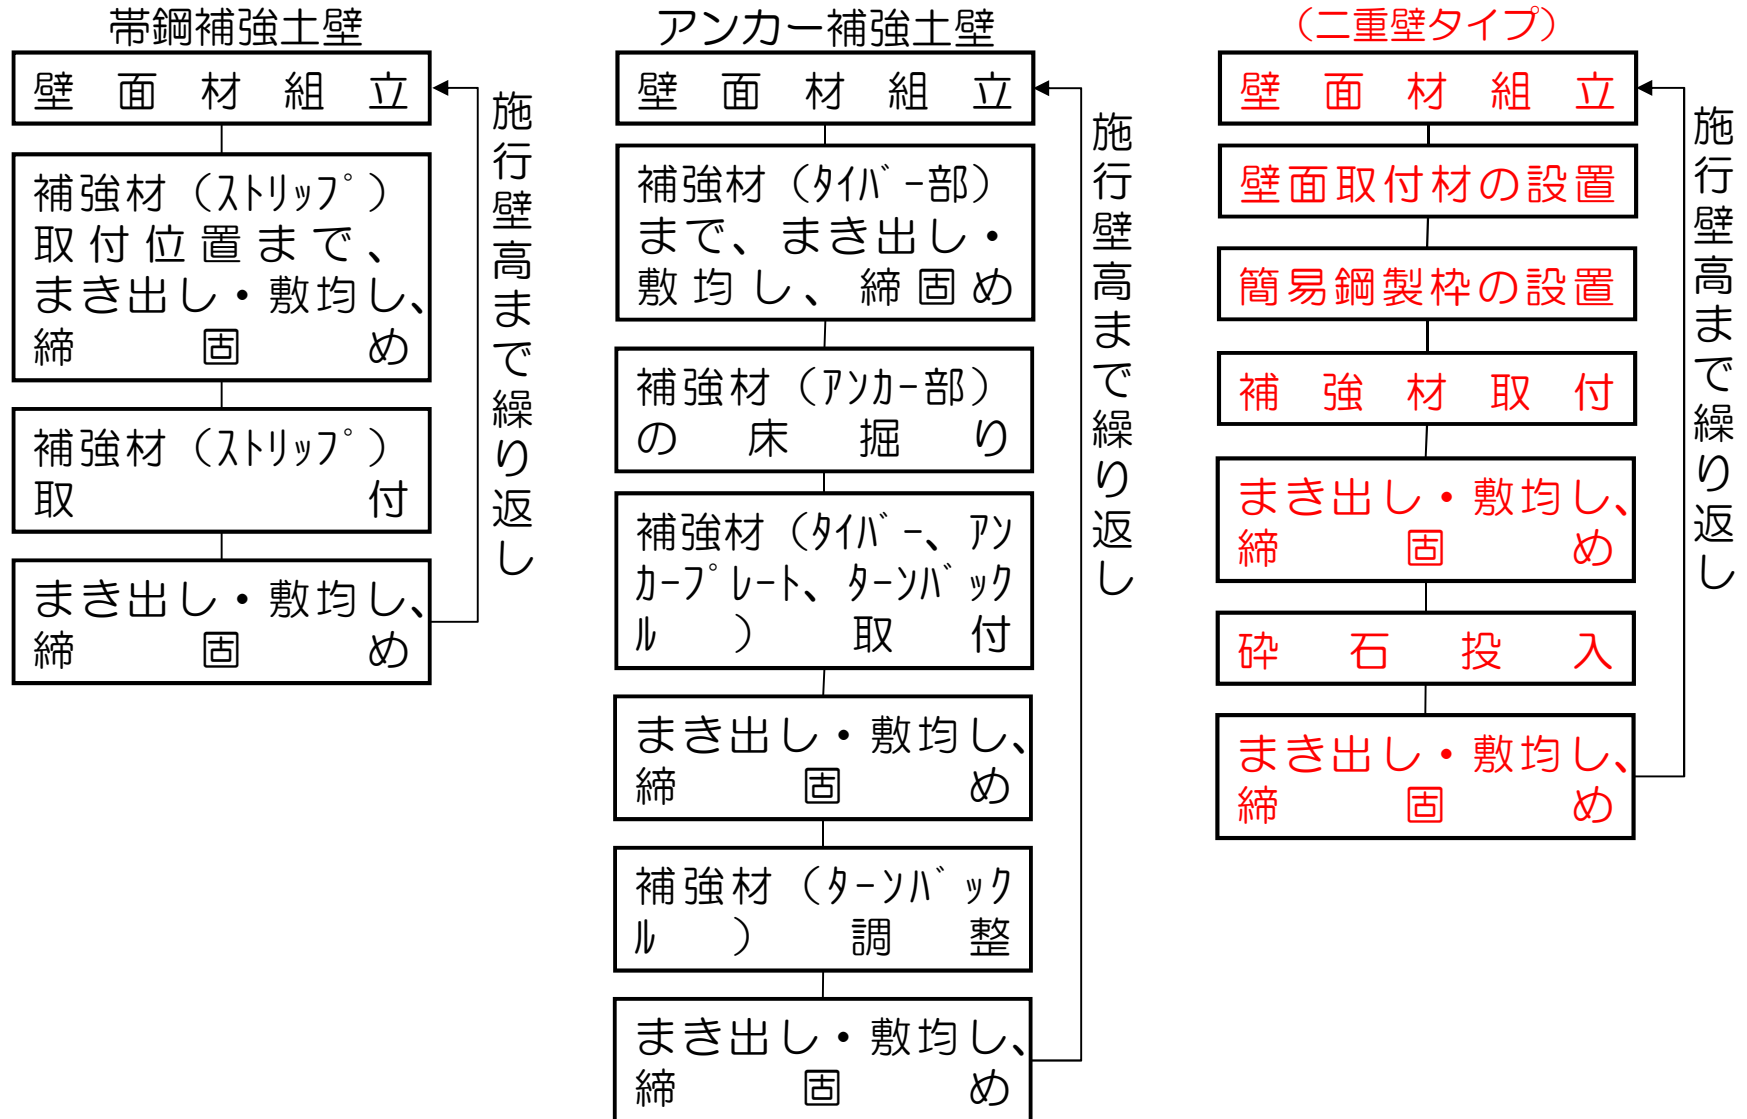 帯鋼補強土壁
壁面材組立
補強材（ｽﾄﾘｯﾌﾟ）
取付位置まで、
まき出し・敷均し、
締固め
補強材（ｽﾄﾘｯﾌﾟ）
取付
まき出し・敷均し、
締固め
施行壁高まで繰り返し
アンカー補強土壁
壁面材組立
補強材（ﾀｲﾊﾞｰ部）
まで、まき出し・
敷均し、締固め
補強材（ｱﾝｶｰ部）
の床掘り
補強材（ﾀｲﾊﾞｰ、ｱﾝ
ｶｰﾌﾟﾚｰﾄ、ﾀｰﾝﾊﾞｯｸ
ﾙ）取付
まき出し・敷均し、
締固め
補強材（ﾀｰﾝﾊﾞｯｸ
ﾙ）調整
まき出し・敷均し、
締固め
施行壁高まで繰り返し
（二重壁タイプ）
壁面材組立
壁面取付材の設置
簡易鋼製枠の設置
補強材取付
まき出し・敷均し、
締固め
砕石投入
まき出し・敷均し、
締固め
施行壁高まで繰り返し